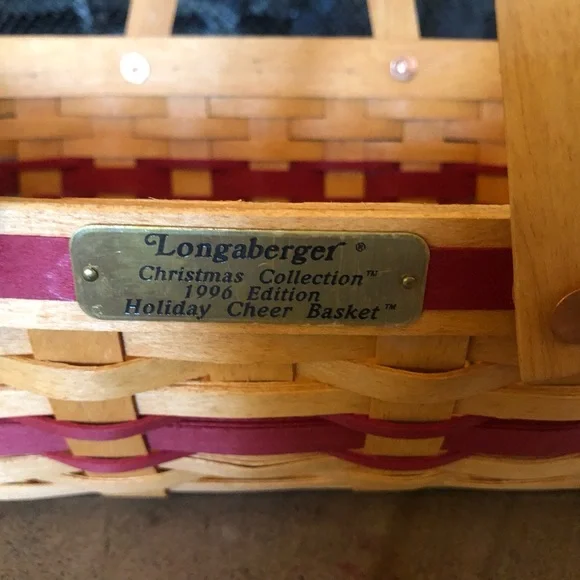 Longaberger ®
Christmas Collection™
1996 Edition
Holiday Cheer Basket™